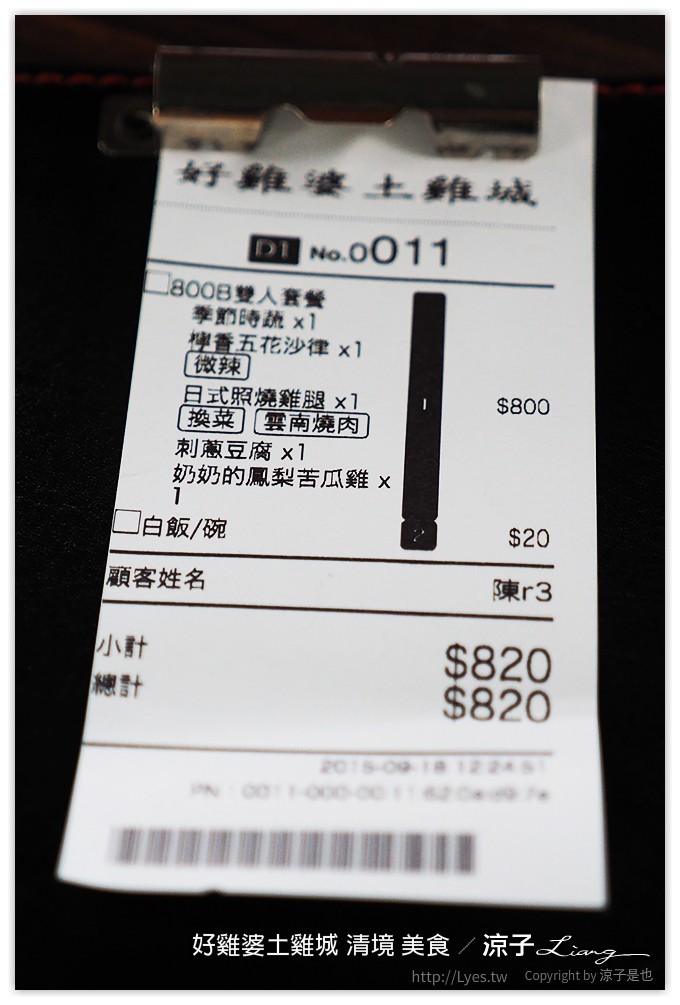 好雞婆土雞城
D1 No.0011
800B雙人套餐
季節時蔬 x1
檸香五花沙律 x1
微辣
日式照燒雞腿 x1
換菜 雲南燒肉
1 $800
刺蔥豆腐 x1
奶奶的鳳梨苦瓜雞 x
1
白飯/碗 2 $20
顧客姓名 陳r3
小計 $820
總計 $820
2015-09-18 12:24:51
好雞婆土雞城 清境 美食 ／ 涼子 Liang
http://Lyes.tw Copyright by 涼子是也